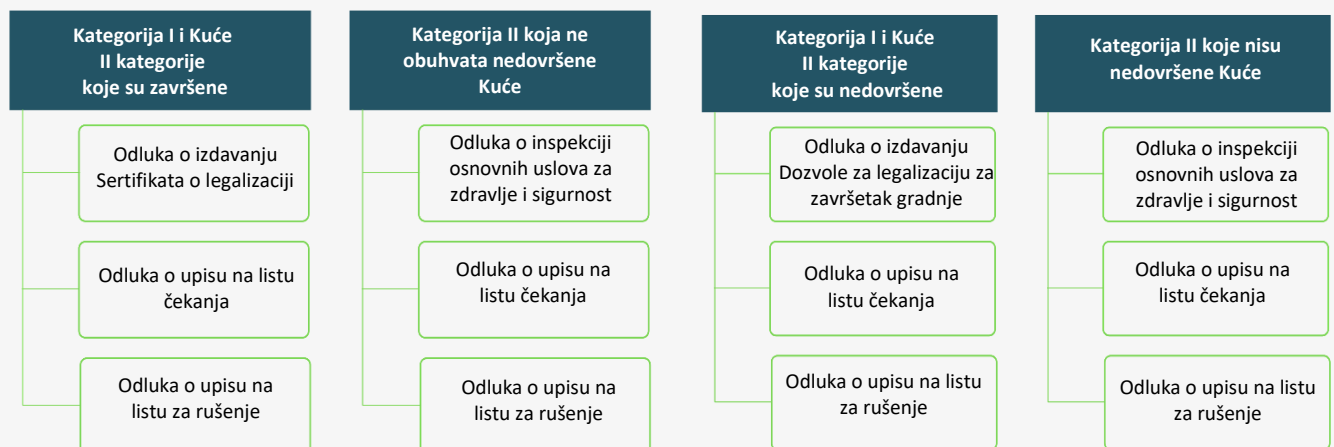 Kategorija I i Kuće
II kategorije
koje su završene
Odluka o izdavanju
Sertifikata o legalizaciji
Odluka o upisu na listu
čekanja
Odluka o upisu na
listu za rušenje
Kategorija II koja ne
obuhvata nedovršene
Kuće
Odluka o inspekciji
osnovnih uslova za
zdravlje i sigurnost
Odluka o upisu na
listu čekanja
Odluka o upisu na
listu za rušenje
Kategorija I i Kuće
II kategorije
koje su nedovršene
Odluka o izdavanju
Dozvole za legalizaciju za
završetak gradnje
Odluka o upisu na
listu čekanja
Odluka o upisu na listu
za rušenje
Kategorija II koje nisu
nedovršene Kuće
Odluka o inspekciji
osnovnih uslova za
zdravlje i sigurnost
Odluka o upisu na
listu čekanja
Odluka o upisu na listu
za rušenje